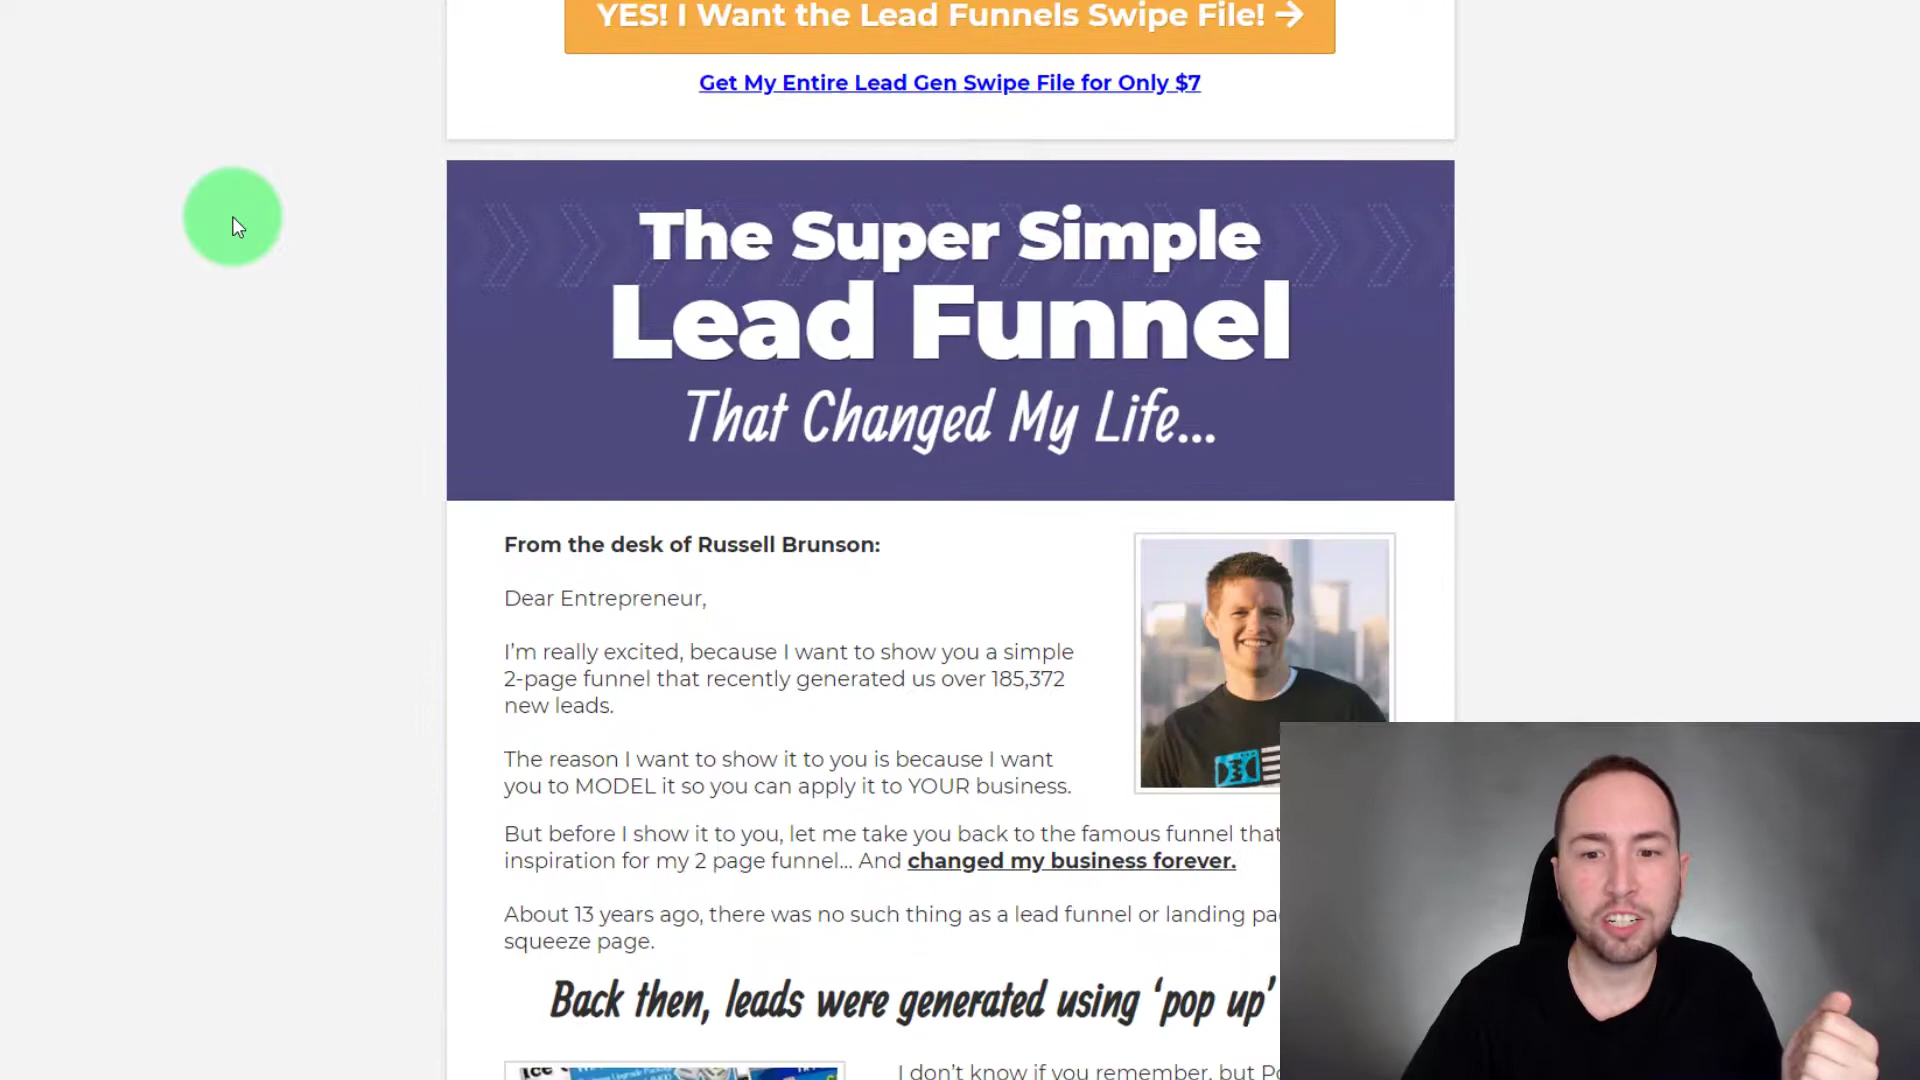 YES! I Want the Lead Funnels Swipe File! →
Get My Entire Lead Gen Swipe File for Only $7
The Super Simple
Lead Funnel
That Changed My Life...
From the desk of Russell Brunson:
Dear Entrepreneur,
I'm really excited, because I want to show you a simple
2-page funnel that recently generated us over 185,372
new leads.
The reason I want to show it to you is because I want
you to MODEL it so you can apply it to YOUR business.
But before I show it to you, let me take you back to the famous funnel that
inspiration for my 2 page funnel... And changed my business forever.
About 13 years ago, there was no such thing as a lead funnel or landing
squeeze page.
Back then, leads were generated using 'pop up'
I don't know if you remember, but